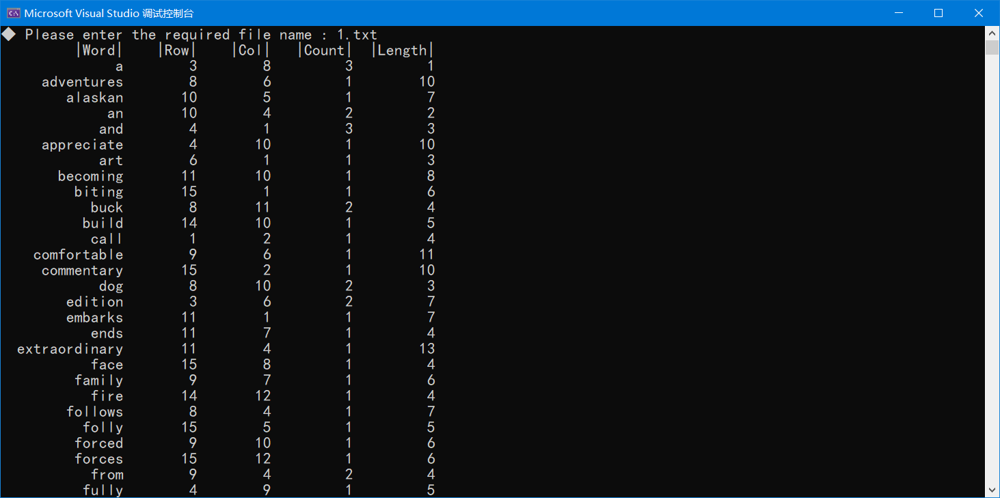 Microsoft Visual Studio 调试控制台
◆ Please enter the required file name : 1.txt
|Word| |Row| |Col| |Count| |Length|
a 3 8 3 1
adventures 8 6 1 10
alaskan 10 5 1 7
an 10 4 2 2
and 4 1 3 3
appreciate 4 10 1 10
art 6 1 1 3
becoming 11 10 1 8
biting 15 1 1 6
buck 8 11 2 4
build 14 10 1 5
call 1 2 1 4
comfortable 9 6 1 11
commentary 15 2 1 10
dog 8 10 2 3
edition 3 6 2 7
embarks 11 1 1 7
ends 11 7 1 4
extraordinary 11 4 1 13
face 15 8 1 4
family 9 7 1 6
fire 14 12 1 4
follows 8 4 1 7
folly 15 5 1 5
forced 9 10 1 6
forces 15 12 1 6
from 9 4 2 4
fully 4 9 1 5